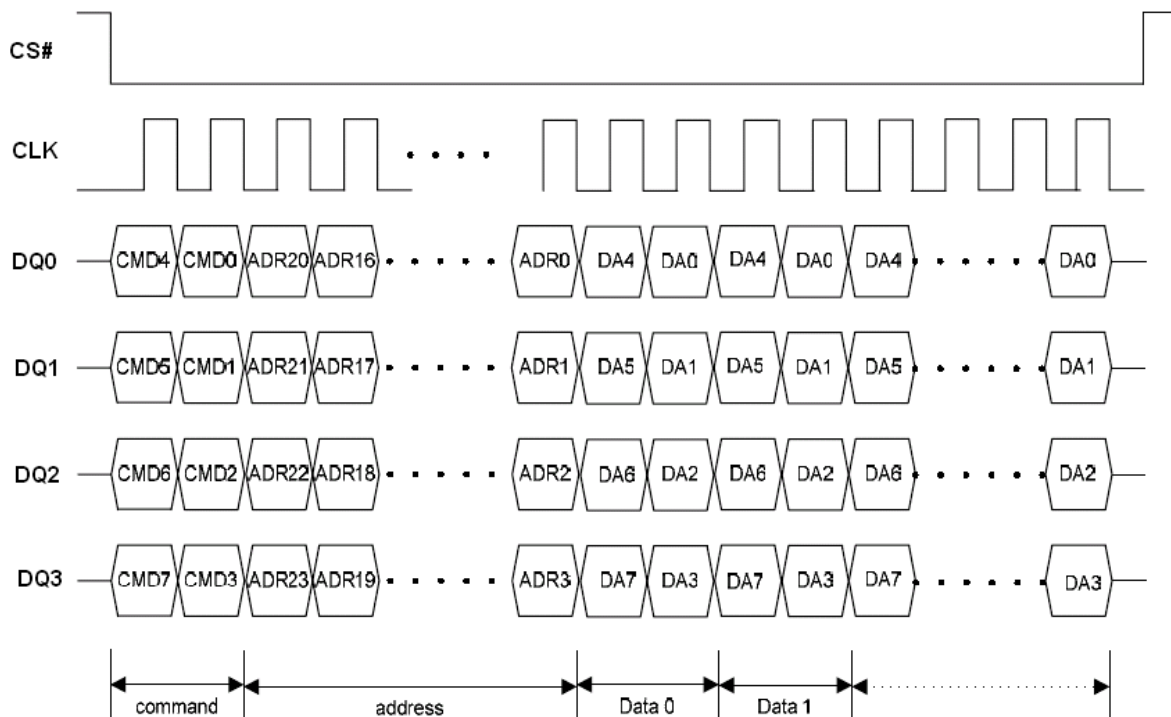 CS#
CLK
DQ0 CMD4 CMD0 ADR20 ADR16 ADR0 DA4 DA0 DA4 DA0 DA4 DA0
DQ1 CMD5 CMD1 ADR21 ADR17 ADR1 DA5 DA1 DA5 DA1 DA5 DA1
DQ2 CMD6 CMD2 ADR22 ADR18 ADR2 DA6 DA2 DA6 DA2 DA6 DA2
DQ3 CMD7 CMD3 ADR23 ADR19 ADR3 DA7 DA3 DA7 DA3 DA7 DA3
command address Data 0 Data 1